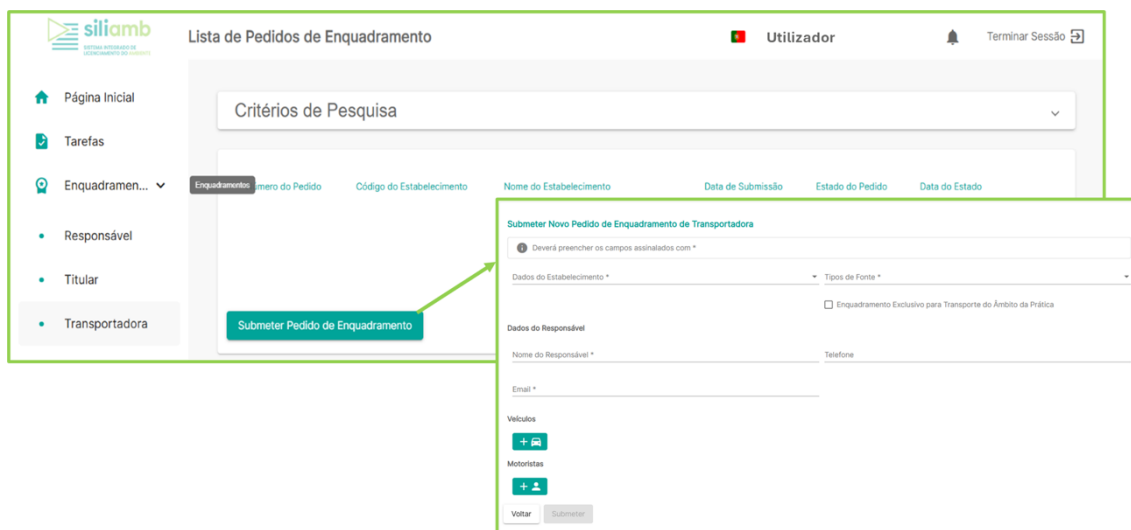 siliamb
SISTEMA INTEGRADO DE
LICENCIAMENTO DO AMBIENTE
Lista de Pedidos de Enquadramento
Utilizador
Terminar Sessão
Página Inicial
Tarefas
Enquadramen...
Responsável
Titular
Transportadora
Critérios de Pesquisa
Enquadramentos
mero do Pedido Código do Estabelecimento Nome do Estabelecimento Data de Submissão Estado do Pedido Data do Estado
Submeter Pedido de Enquadramento
Submeter Novo Pedido de Enquadramento de Transportadora
Deverá preencher os campos assinalados com *
Dados do Estabelecimento * Tipos de Fonte *
Enquadramento Exclusivo para Transporte do Âmbito da Prática
Dados do Responsável
Nome do Responsável * Telefone
Email *
Veículos
+
Motoristas
+
Voltar Submeter